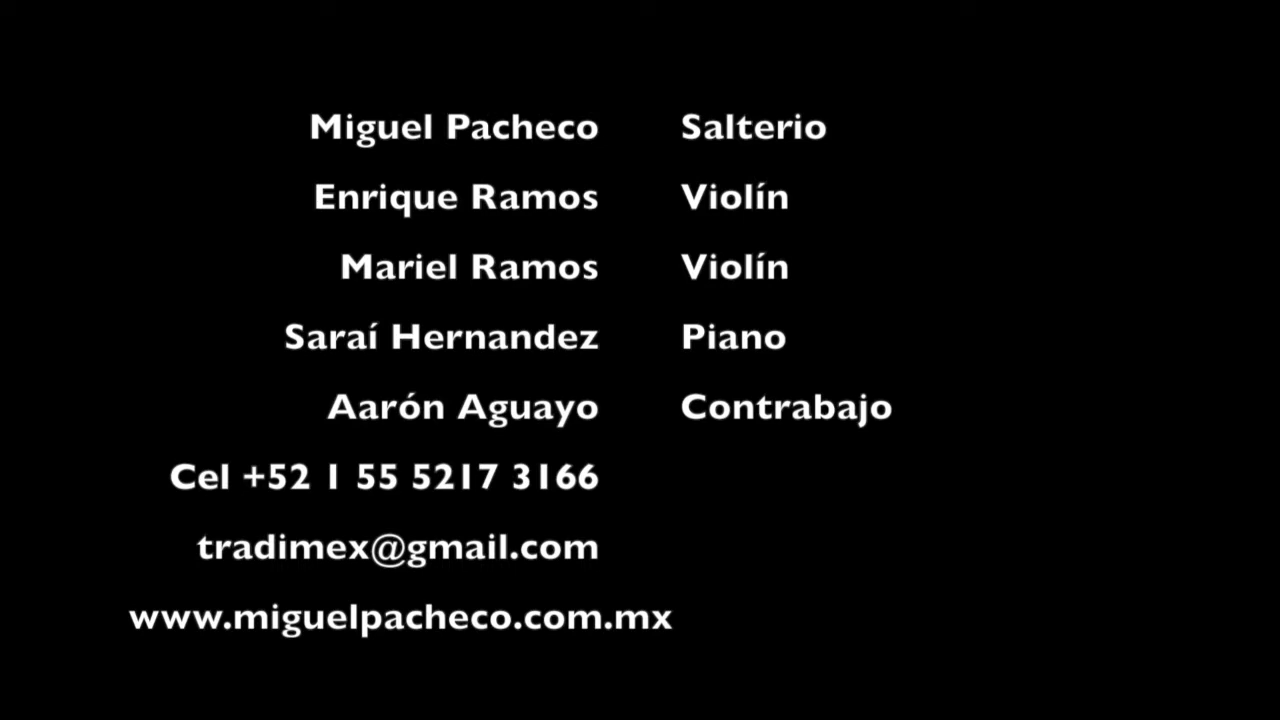 Miguel Pacheco Salterio
Enrique Ramos Violín
Mariel Ramos Violín
Saraí Hernandez Piano
Aarón Aguayo Contrabajo
Cel +52 1 55 5217 3166
tradimex@gmail.com
www.miguelpacheco.com.mx